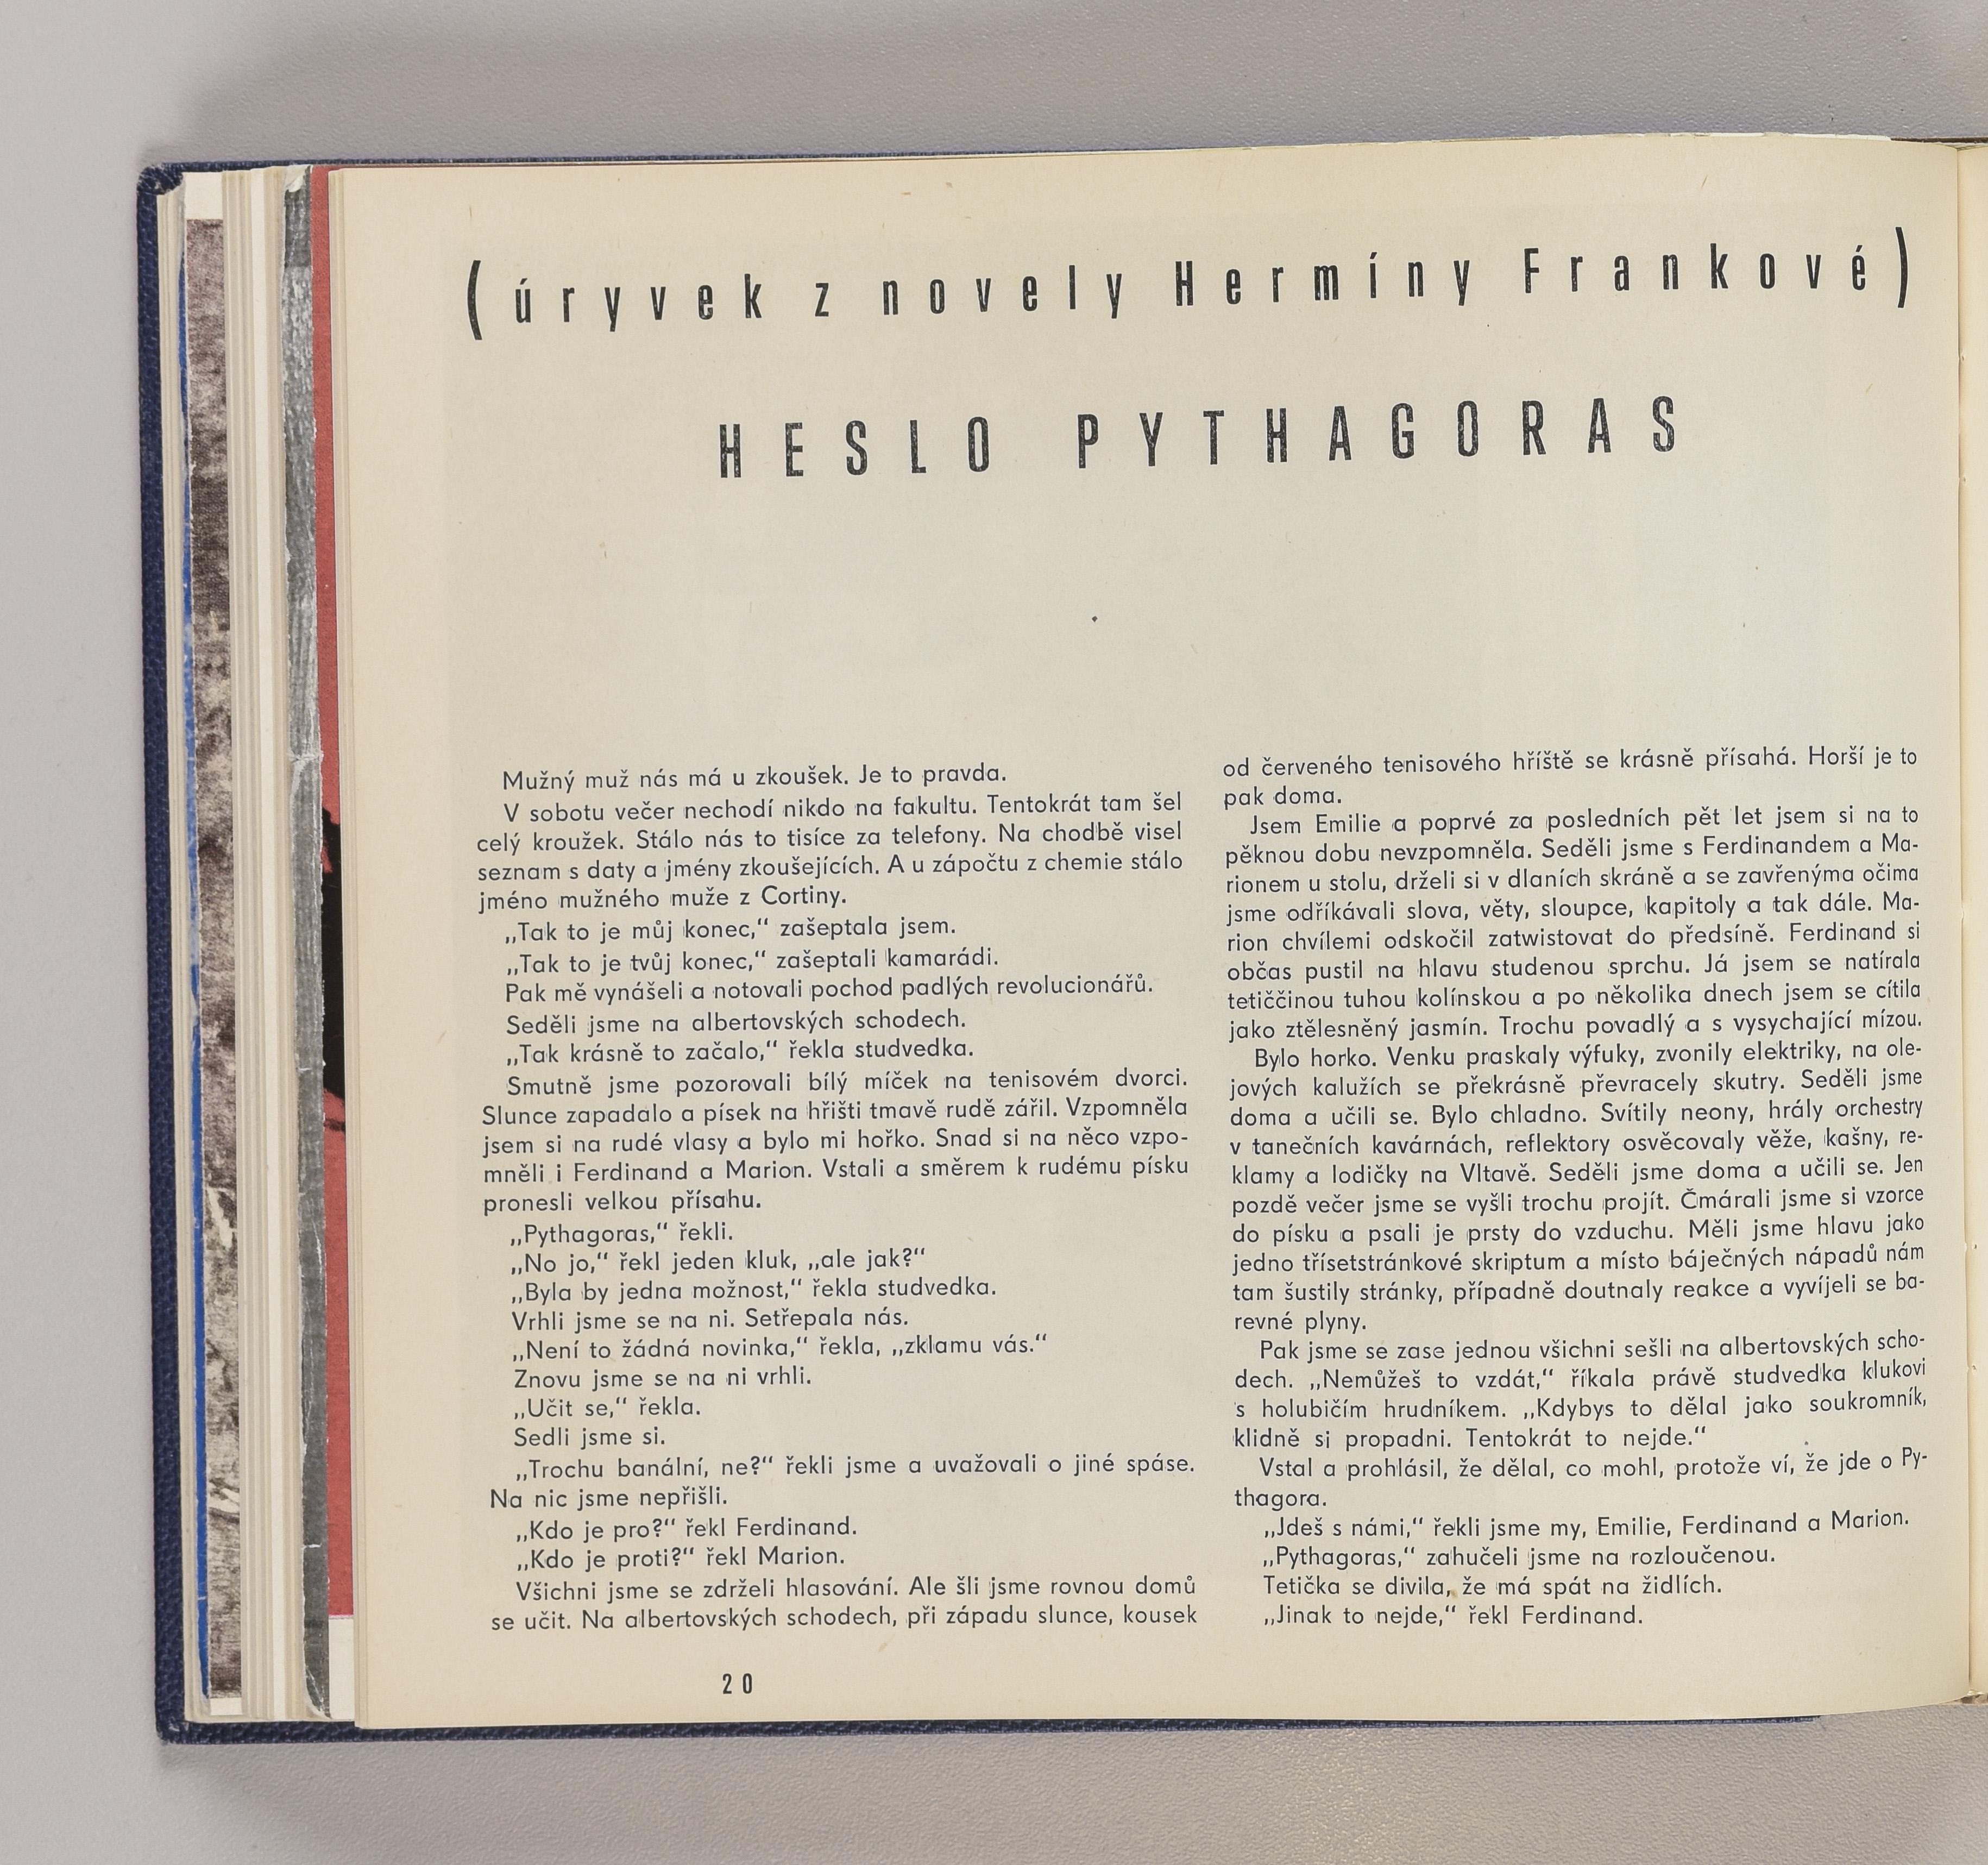 (úryvek z novely Hermíny Frankové)
HESLO PYTHAGORAS
Mužný muž nás má u zkoušek. Je to pravda.
V sobotu večer nechodí nikdo na fakultu. Tentokrát tam šel
celý kroužek. Stálo nás to tisíce za telefony. Na chodbě visel
seznam s daty a jmény zkoušejících. A u zápočtu z chemie stálo
jméno mužného muže z Cortiny.
„Tak to je můj konec,“ zašeptala jsem.
„Tak to je tvůj konec,“ zašeptali kamarádi.
Pak mě vynášeli a notovali pochod padlých revolucionářů.
Seděli jsme na albertovských schodech.
„Tak krásně to začalo,“ řekla studvedka.
Smutně jsme pozorovali bílý míček na tenisovém dvorci.
Slunce zapadalo a písek na hřišti tmavě rudě zářil. Vzpomněla
jsem si na rudé vlasy a bylo mi hořko. Snad si na něco vzpo-
mněli i Ferdinand a Marion. Vstali a směrem k rudému písku
pronesli velkou přísahu.
„Pythagoras,“ řekli.
„No jo,“ řekl jeden kluk, „ale jak?“
„Byla by jedna možnost,“ řekla studvedka.
Vrhli jsme se na ni. Setřepala nás.
„Není to žádná novinka,“ řekla, „zklamu vás.“
Znovu jsme se na ni vrhli.
„Učit se,“ řekla.
Sedli jsme si.
„Trochu banální, ne?“ řekli jsme a uvažovali o jiné spáse.
Na nic jsme nepřišli.
„Kdo je pro?“ řekl Ferdinand.
„Kdo je proti?“ řekl Marion.
Všichni jsme se zdrželi hlasování. Ale šli jsme rovnou domů
se učit. Na albertovských schodech, při západu slunce, kousek
od červeného tenisového hříště se krásně přísahá. Horší je to
pak doma.
Jsem Emilie a poprvé za posledních pět let jsem si na to
pěknou dobu nevzpomněla. Seděli jsme s Ferdinandem a Ma-
rionem u stolu, drželi si v dlaních skráně a se zavřenýma očima
jsme odříkávali slova, věty, sloupce, kapitoly a tak dále. Ma-
rion chvílemi odskočil zatwistovat do předsíně. Ferdinand si
občas pustil na hlavu studenou sprchu. Já jsem se natírala
tetiččinou tuhou kolínskou a po několika dnech jsem se cítila
jako ztělesněný jasmín. Trochu povadlý a s vysychající mízou.
Bylo horko. Venku praskaly výfuky, zvonily elektriky, na ole-
jových kalužích se překrásně převracely skutry. Seděli jsme
doma a učili se. Bylo chladno. Svítily neony, hrály orchestry
v tanečních kavárnách, reflektory osvěcovaly věže, kašny, re-
klamy a lodičky na Vltavě. Seděli jsme doma a učili se. Jen
pozdě večer jsme se vyšli trochu projít. Čmárali jsme si vzorce
do písku a psali je prsty do vzduchu. Měli jsme hlavu jako
jedno třísetstránkové skriptum a místo báječných nápadů nám
tam šustily stránky, případně doutnaly reakce a vyvíjeli se ba-
revné plyny.
Pak jsme se zase jednou všichni sešli na albertovských scho-
dech. „Nemůžeš to vzdát,“ říkala právě studvedka klukovi
s holubičím hrudníkem. „Kdybys to dělal jako soukromník,
klidně si propadni. Tentokrát to nejde.“
Vstal a prohlásil, že dělal, co mohl, protože ví, že jde o Py-
thagora.
„Jdeš s námi,“ řekli jsme my, Emilie, Ferdinand a Marion.
„Pythagoras,“ zahučeli jsme na rozloučenou.
Tetička se divila, že má spát na židlích.
„Jinak to nejde,“ řekl Ferdinand.
20